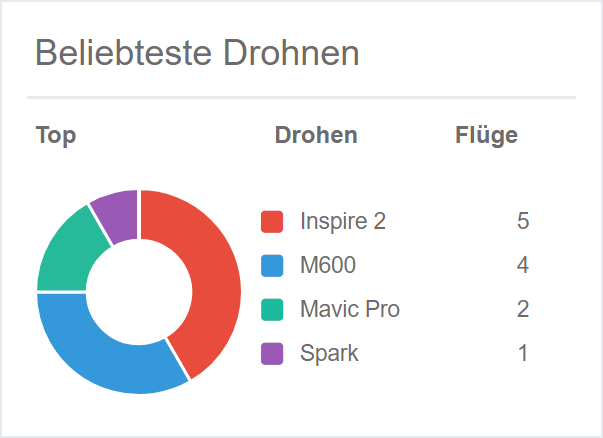 Beliebteste Drohnen
Top Drohen Flüge
Inspire 2 5
M600 4
Mavic Pro 2
Spark 1